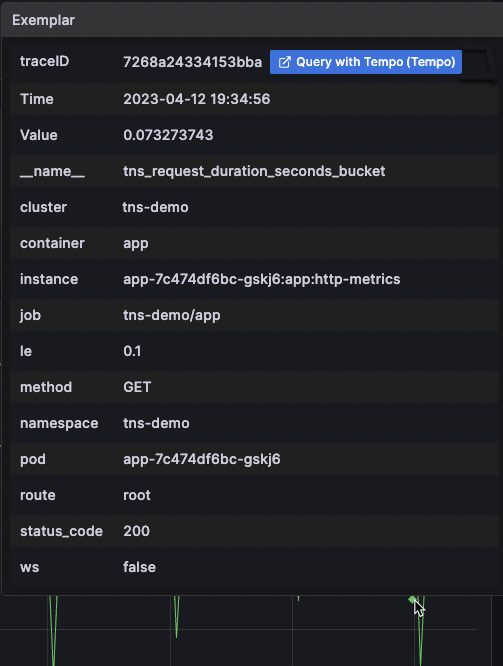 Exemplar
traceID 7268a24334153bba Query with Tempo (Tempo)
Time 2023-04-12 19:34:56
Value 0.073273743
__name__ tns_request_duration_seconds_bucket
cluster tns-demo
container app
instance app-7c474df6bc-gskj6:app:http-metrics
job tns-demo/app
le 0.1
method GET
namespace tns-demo
pod app-7c474df6bc-gskj6
route root
status_code 200
ws false